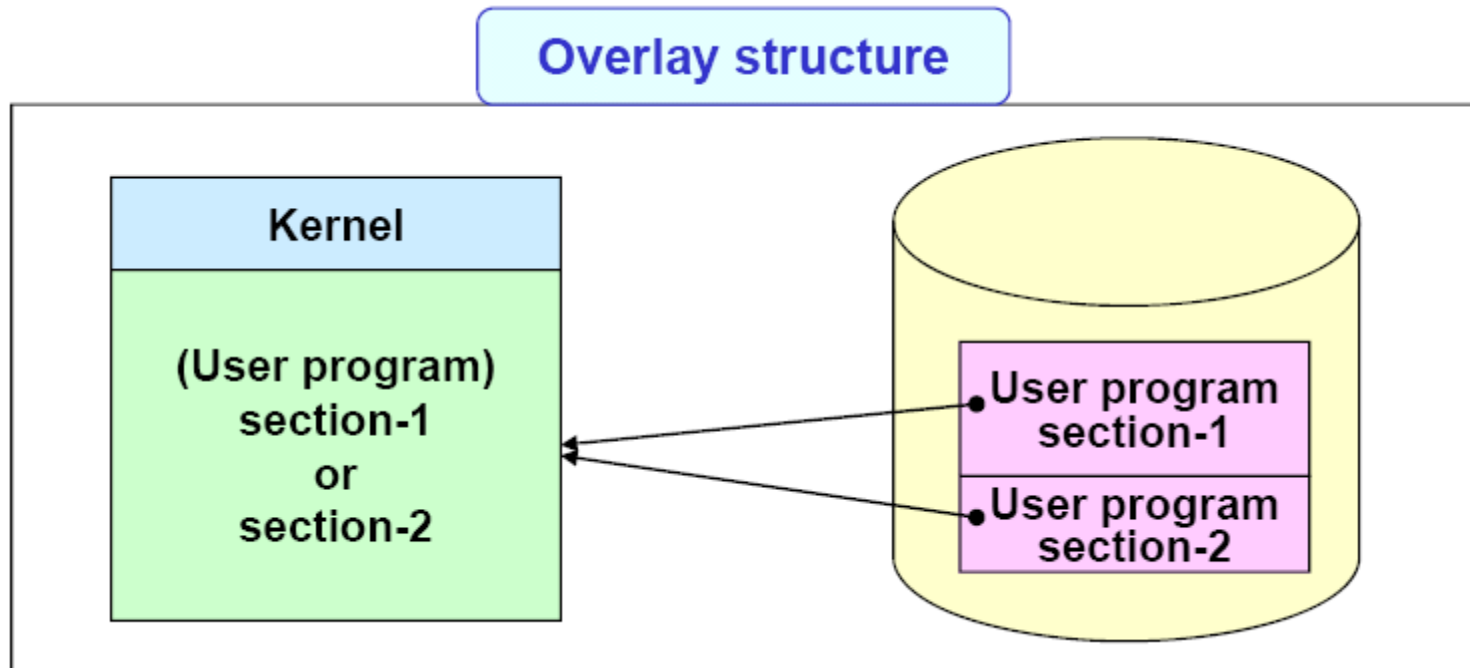 Overlay structure
Kernel
(User program)
section-1
or
section-2
User program
section-1
User program
section-2